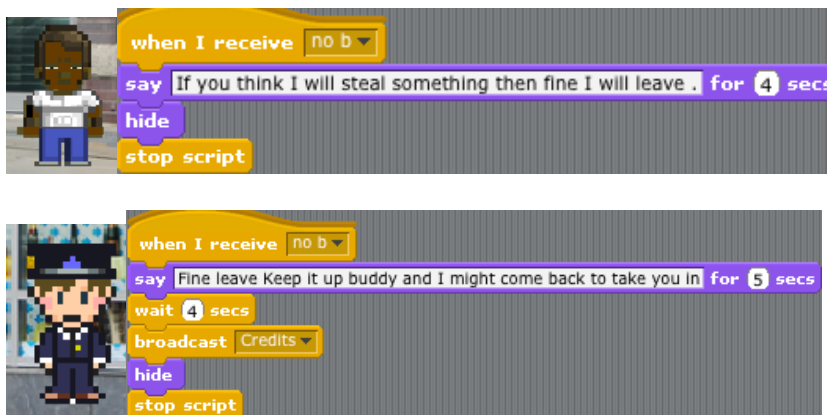 when I receive no b
say If you think I will steal something then fine I will leave . for 4 secs
hide
stop script
when I receive no b
say Fine leave Keep it up buddy and I might come back to take you in for 5 secs
wait 4 secs
broadcast Credits
hide
stop script